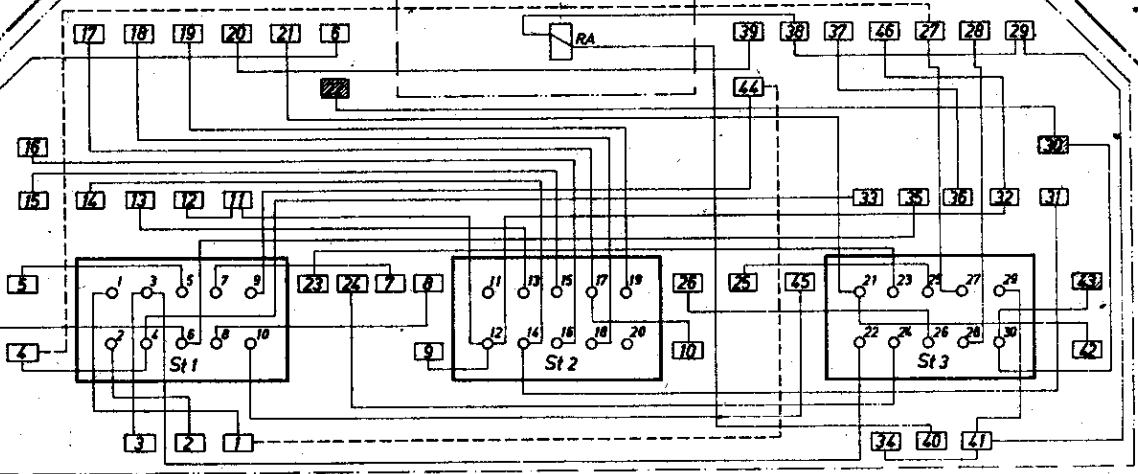 17 18 19 20 21 6 RA 39 38 37 46 27 28 29
22 44
16 30
15 14 13 12 11 33 35 36 32 31
5 1 3 5 7 9 23 24 7 8 11 13 15 17 19 26 25 45 21 23 25 27 29 43
4 2 4 6 8 10 9 12 14 16 18 20 10 22 24 26 28 30 42
St 1 St 2 St 3
3 2 1 34 40 41